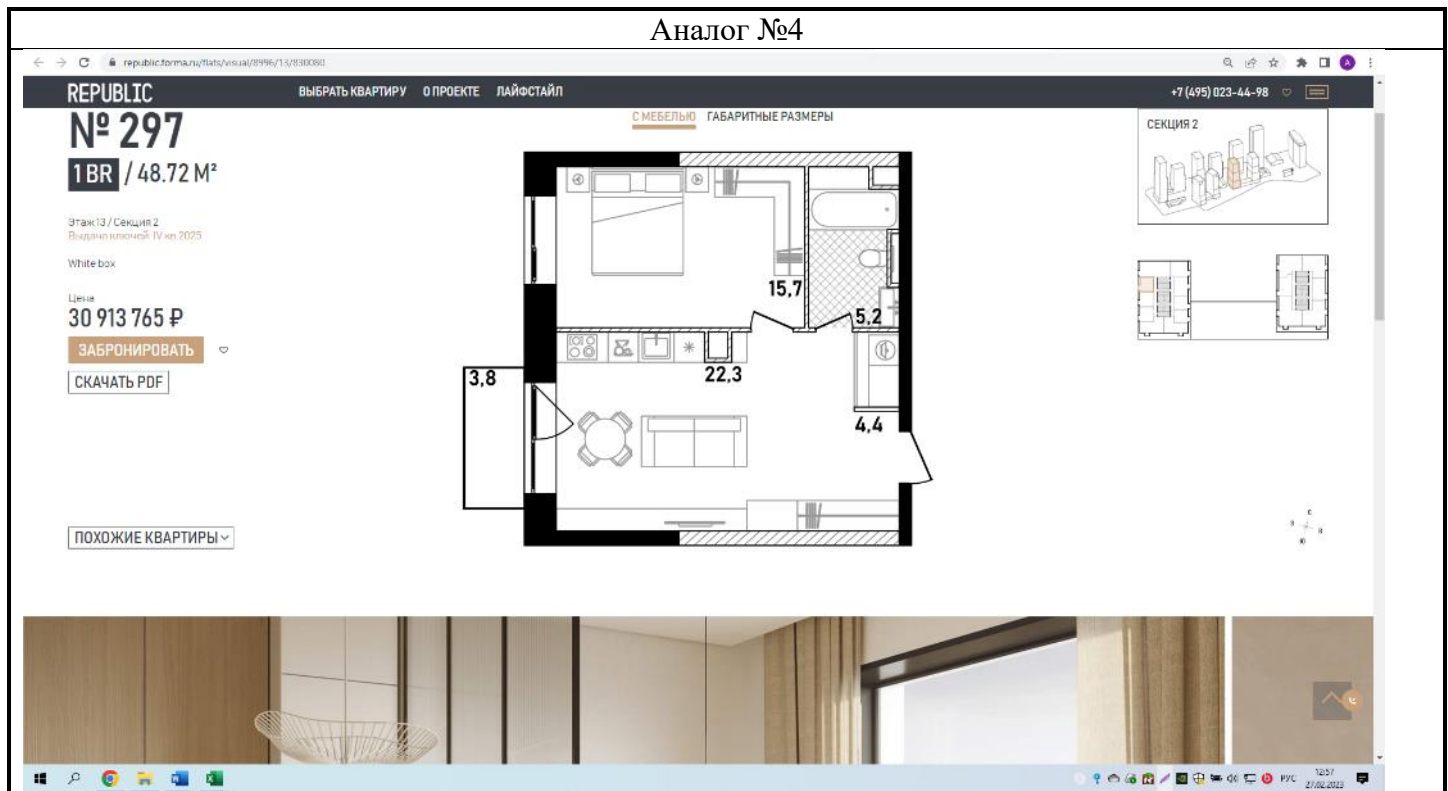 Аналог №4
republic.forma.ru/flats/visual/8996/13/830080
REPUBLIC
ВЫБРАТЬ КВАРТИРУ О ПРОЕКТЕ ЛАЙФСТАЙЛ
+7 (495) 023-44-98
№ 297
С МЕБЕЛЬЮ ГАБАРИТНЫЕ РАЗМЕРЫ
СЕКЦИЯ 2
1 BR / 48.72 М²
Этаж 13 / Секция 2
Выдача ключей: IV кв 2025
White box
Цена
30 913 765 ₽
ЗАБРОНИРОВАТЬ
СКАЧАТЬ PDF
15,7
5,2
3,8
22,3
4,4
ПОХОЖИЕ КВАРТИРЫ
С
З В
Ю
РУС
12:57
27.02.2023